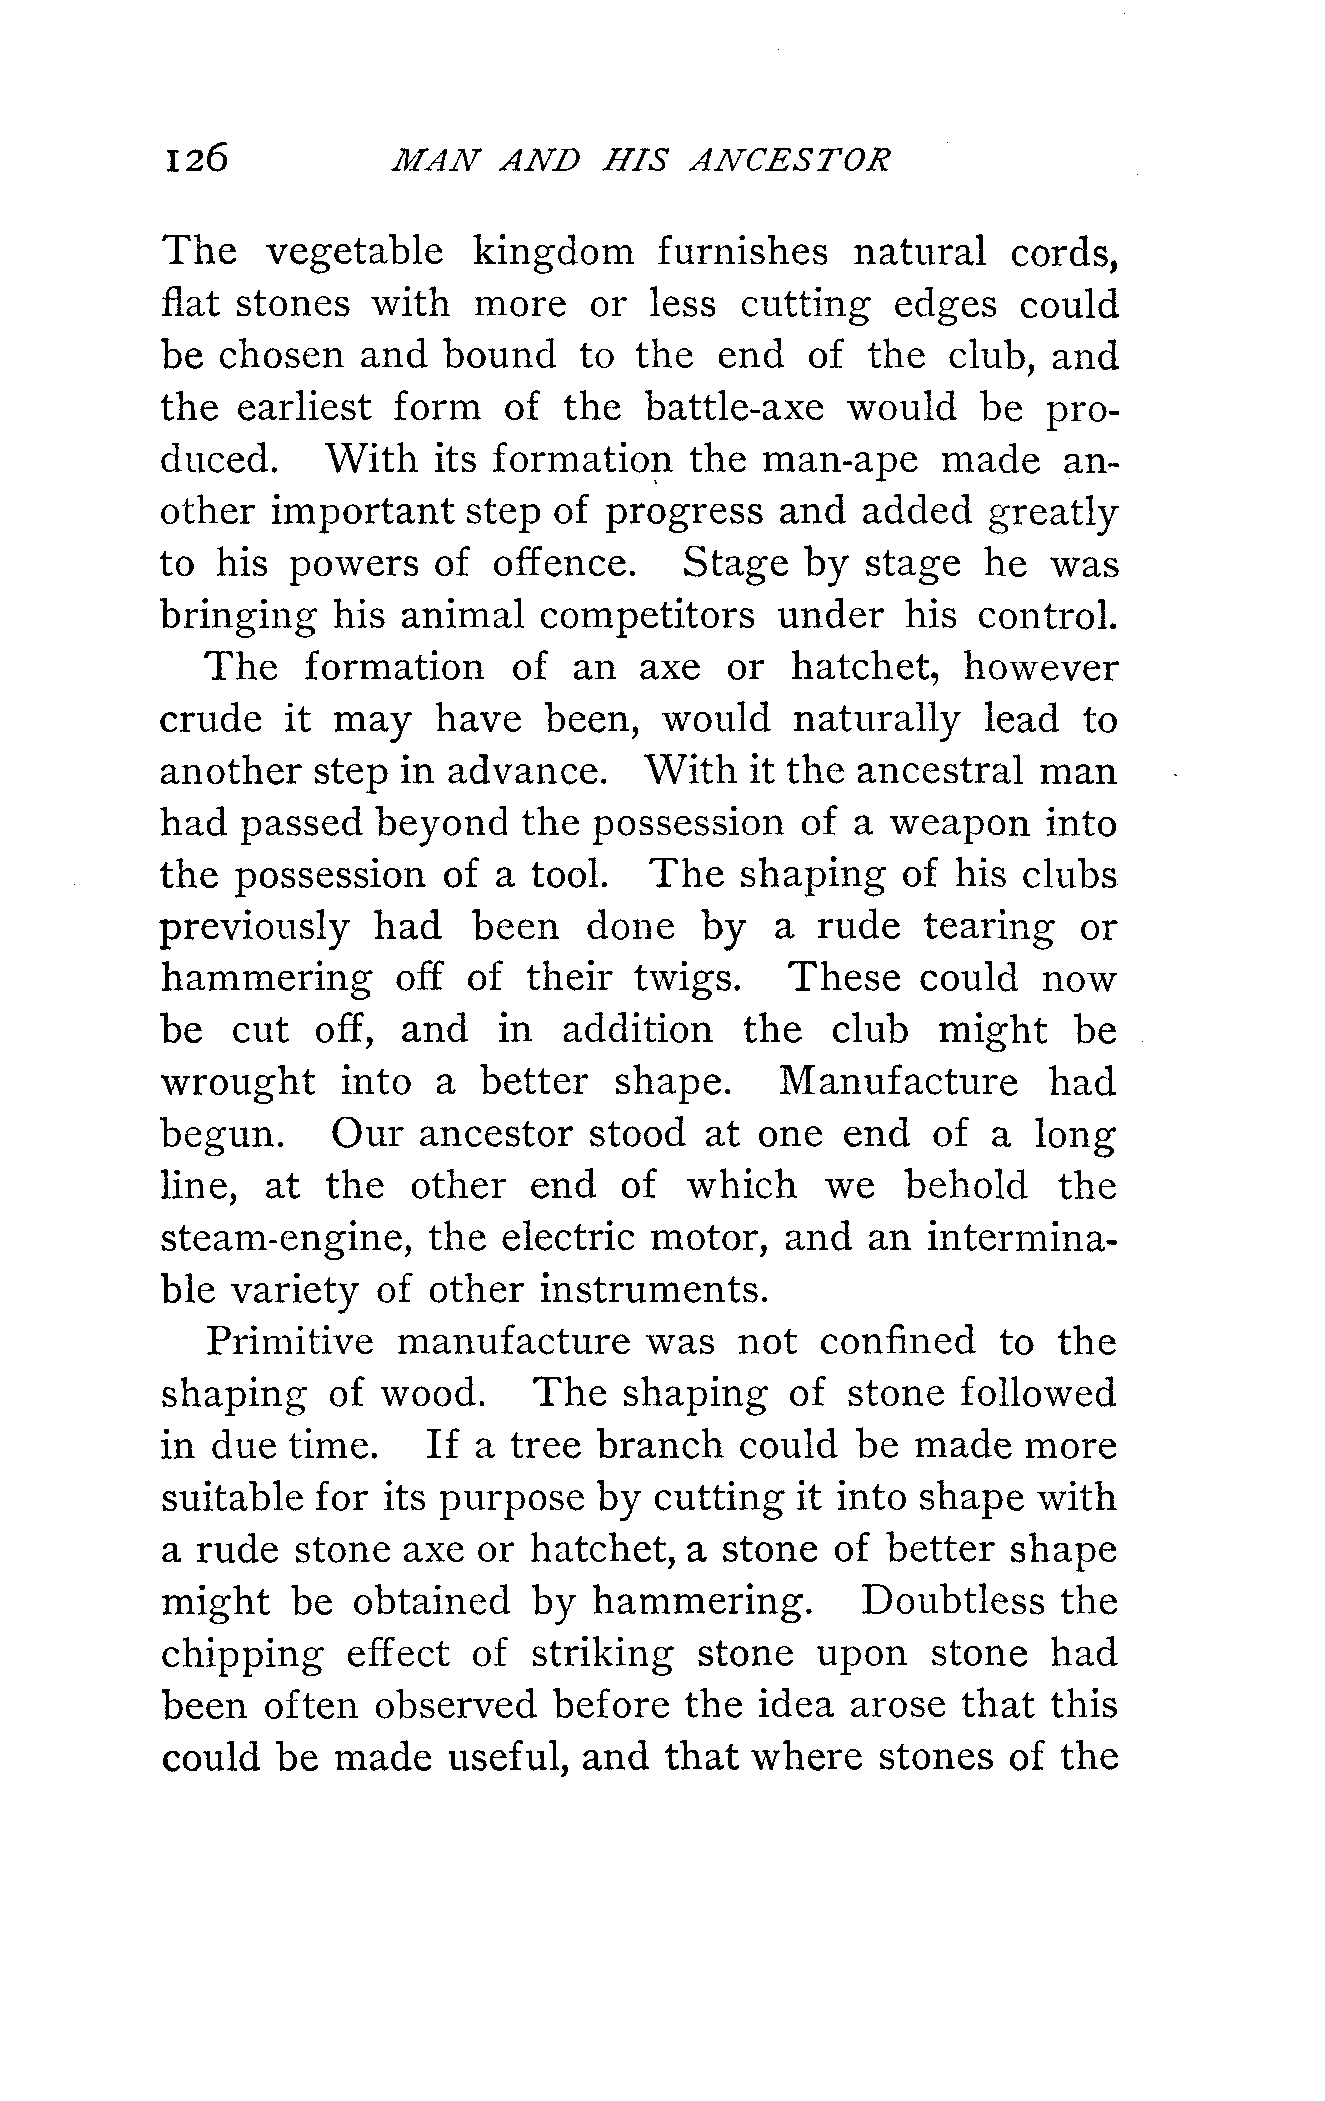 126 MAN AND HIS ANCESTOR
The vegetable kingdom furnishes natural cords,
flat stones with more or less cutting edges could
be chosen and bound to the end of the club, and
the earliest form of the battle-axe would be pro-
duced. With its formation the man-ape made an-
other important step of progress and added greatly
to his powers of offence. Stage by stage he was
bringing his animal competitors under his control.
The formation of an axe or hatchet, however
crude it may have been, would naturally lead to
another step in advance. With it the ancestral man
had passed beyond the possession of a weapon into
the possession of a tool. The shaping of his clubs
previously had been done by a rude tearing or
hammering off of their twigs. These could now
be cut off, and in addition the club might be
wrought into a better shape. Manufacture had
begun. Our ancestor stood at one end of a long
line, at the other end of which we behold the
steam-engine, the electric motor, and an intermina-
ble variety of other instruments.
Primitive manufacture was not confined to the
shaping of wood. The shaping of stone followed
in due time. If a tree branch could be made more
suitable for its purpose by cutting it into shape with
a rude stone axe or hatchet, a stone of better shape
might be obtained by hammering. Doubtless the
chipping effect of striking stone upon stone had
been often observed before the idea arose that this
could be made useful, and that where stones of the